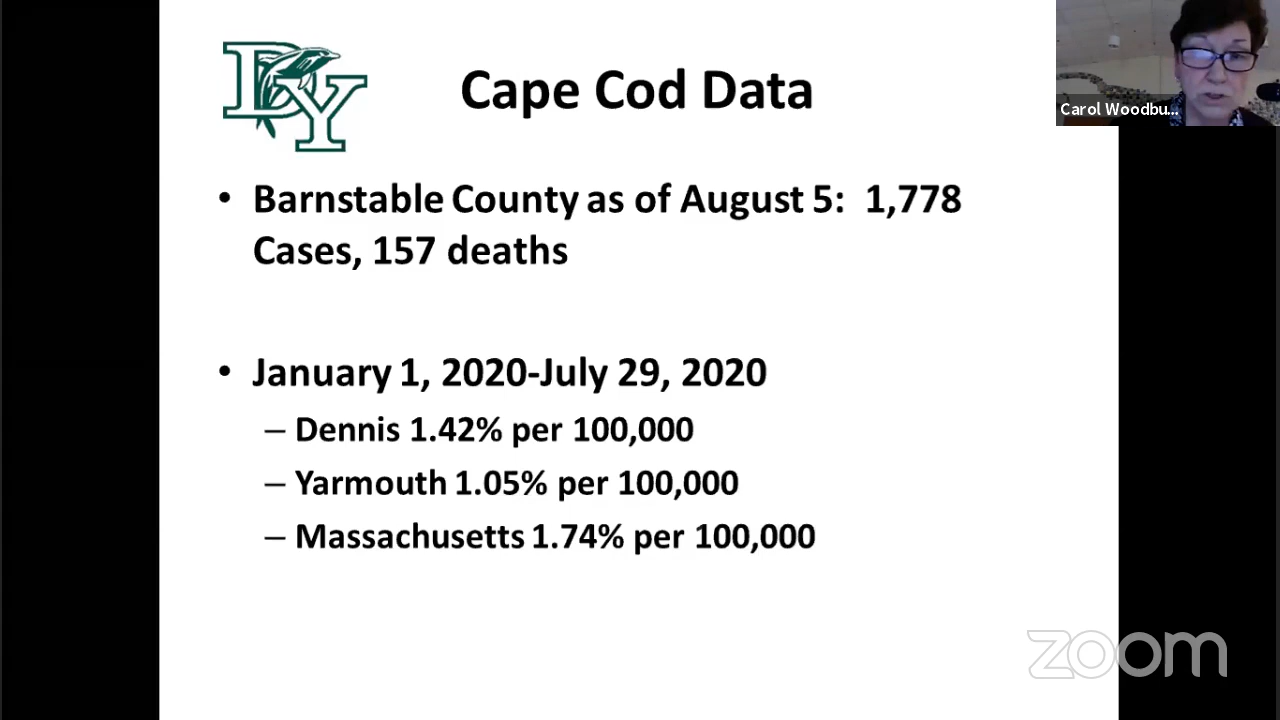 DY
Cape Cod Data
Carol Woodbu...
• Barnstable County as of August 5: 1,778
Cases, 157 deaths
• January 1, 2020-July 29, 2020
– Dennis 1.42% per 100,000
– Yarmouth 1.05% per 100,000
– Massachusetts 1.74% per 100,000
zoom